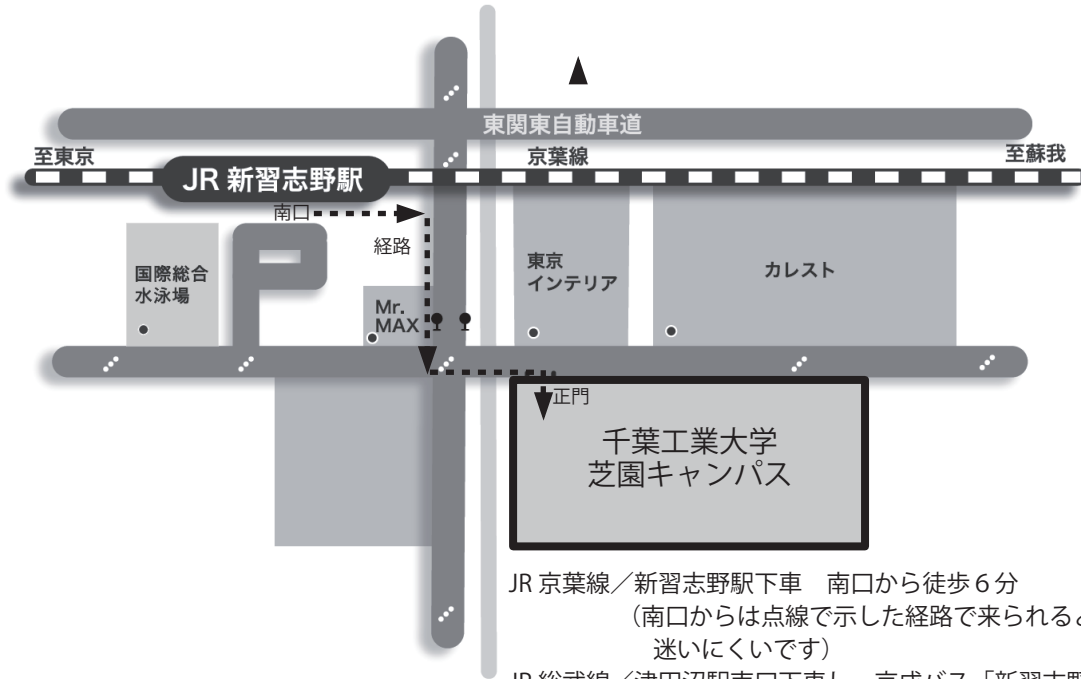 東関東自動車道
至東京
京葉線
至蘇我
JR 新習志野駅
南口
経路
国際総合
水泳場
Mr.
MAX
東京
インテリア
カレスト
正門
千葉工業大学
芝園キャンパス
JR 京葉線／新習志野駅下車　南口から徒歩６分
（南口からは点線で示した経路で来られると
迷いにくいです）